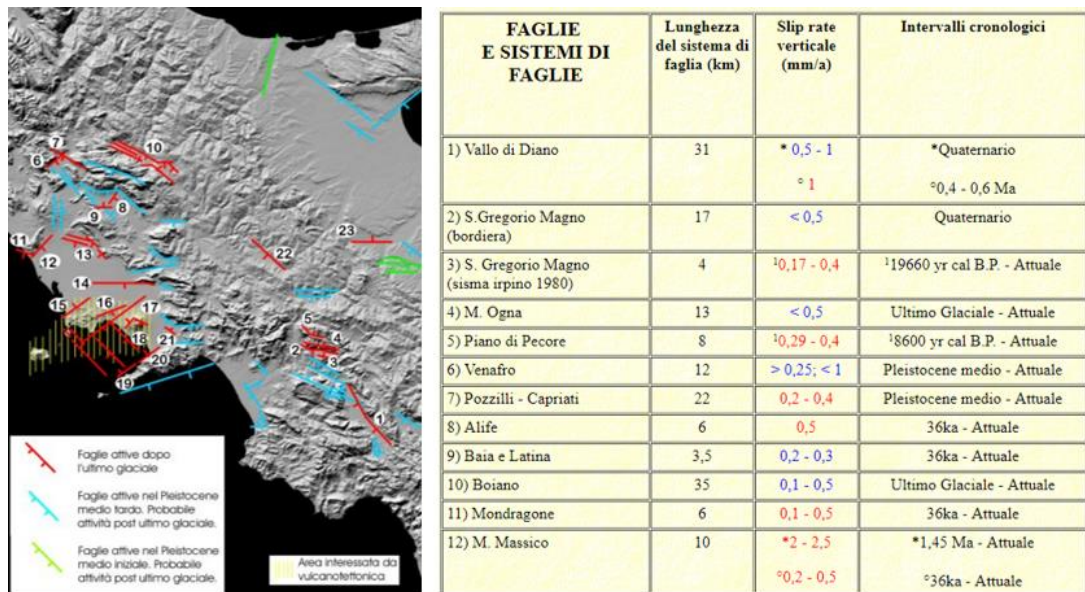 7
10
6
8
9
11
12
13
14
15
16
17
18
21
20
19
22
23
5
4
2
3
1
Faglie attive dopo
l'ultimo glaciale
Faglie attive nel Pleistocene
medio tardo. Probabile
attività post ultimo glaciale.
Faglie attive nel Pleistocene
medio iniziale. Probabile
attività post ultimo glaciale.
Area interessata da
vulcanotettonica
FAGLIE
E SISTEMI DI
FAGLIE
Lunghezza
del sistema di
faglia (km)
Slip rate
verticale
(mm/a)
Intervalli cronologici
1) Vallo di Diano
31
* 0,5 - 1
° 1
*Quaternario
°0,4 - 0,6 Ma
2) S.Gregorio Magno
(bordiera)
17
< 0,5
Quaternario
3) S. Gregorio Magno
(sisma irpino 1980)
4
¹0,17 - 0,4
¹19660 yr cal B.P. - Attuale
4) M. Ogna
13
< 0,5
Ultimo Glaciale - Attuale
5) Piano di Pecore
8
¹0,29 - 0,4
¹8600 yr cal B.P. - Attuale
6) Venafro
12
> 0,25; < 1
Pleistocene medio - Attuale
7) Pozzilli - Capriati
22
0,2 - 0,4
Pleistocene medio - Attuale
8) Alife
6
0,5
36ka - Attuale
9) Baia e Latina
3,5
0,2 - 0,3
36ka - Attuale
10) Boiano
35
0,1 - 0,5
Ultimo Glaciale - Attuale
11) Mondragone
6
0,1 - 0,5
36ka - Attuale
12) M. Massico
10
*2 - 2,5
°0,2 - 0,5
*1,45 Ma - Attuale
°36ka - Attuale